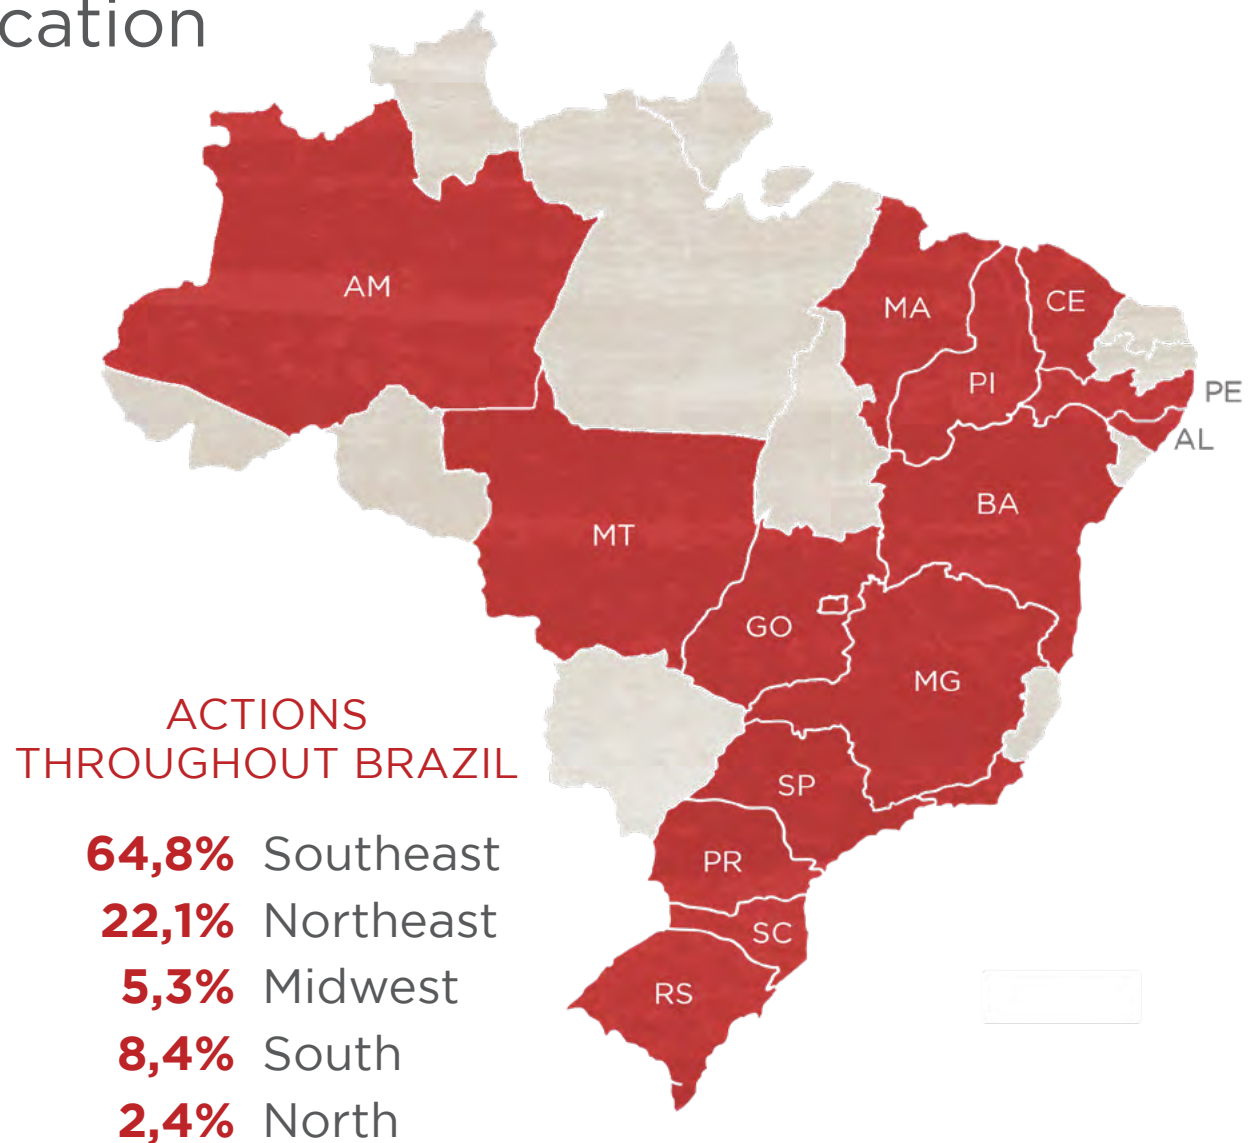 cation
AM
MA
CE
PI
PE
AL
BA
MT
GO
MG
SP
PR
SC
RS
ACTIONS
THROUGHOUT BRAZIL
64,8% Southeast
22,1% Northeast
5,3% Midwest
8,4% South
2,4% North